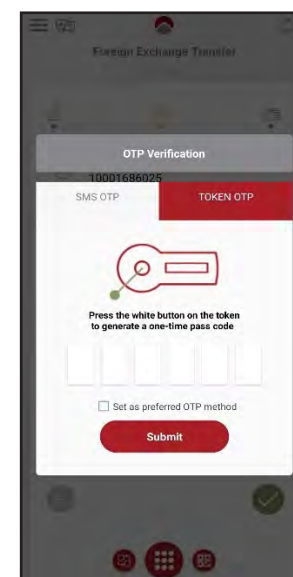 Foreign Exchange Transfer
OTP Verification
10001686025
SMS OTP
TOKEN OTP
Press the white button on the token
to generate a one-time pass code
Set as preferred OTP method
Submit